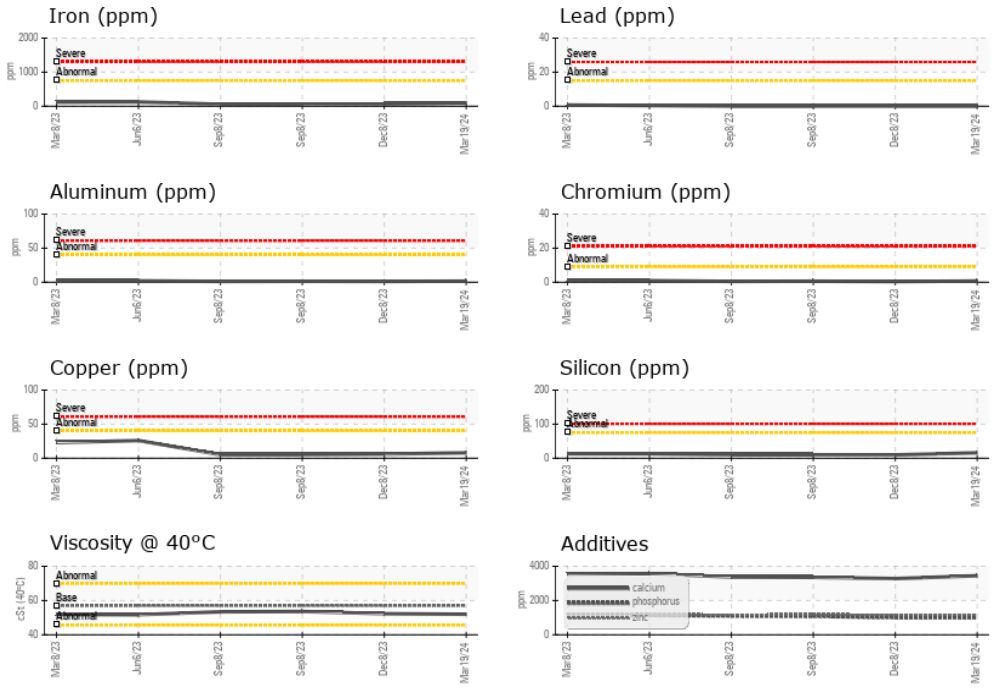 Iron (ppm)
2000
1000
0
ppm
Severe
Abnormal
Mar8/23
Jun6/23
Sep8/23
Sep8/23
Dec8/23
Mar19/24
Lead (ppm)
40
20
0
ppm
Severe
Abnormal
Mar8/23
Jun6/23
Sep8/23
Sep8/23
Dec8/23
Mar19/24
Aluminum (ppm)
100
50
0
ppm
Severe
Abnormal
Mar8/23
Jun6/23
Sep8/23
Sep8/23
Dec8/23
Mar19/24
Chromium (ppm)
40
20
0
ppm
Severe
Abnormal
Mar8/23
Jun6/23
Sep8/23
Sep8/23
Dec8/23
Mar19/24
Copper (ppm)
100
50
0
ppm
Severe
Abnormal
Mar8/23
Jun6/23
Sep8/23
Sep8/23
Dec8/23
Mar19/24
Silicon (ppm)
200
100
0
ppm
Severe
Abnormal
Mar8/23
Jun6/23
Sep8/23
Sep8/23
Dec8/23
Mar19/24
Viscosity @ 40°C
80
60
40
cSt (40°C)
Abnormal
Base
Abnormal
Mar8/23
Jun6/23
Sep8/23
Sep8/23
Dec8/23
Mar19/24
Additives
4000
2000
0
ppm
calcium
phosphorus
zinc
Mar8/23
Jun6/23
Sep8/23
Sep8/23
Dec8/23
Mar19/24